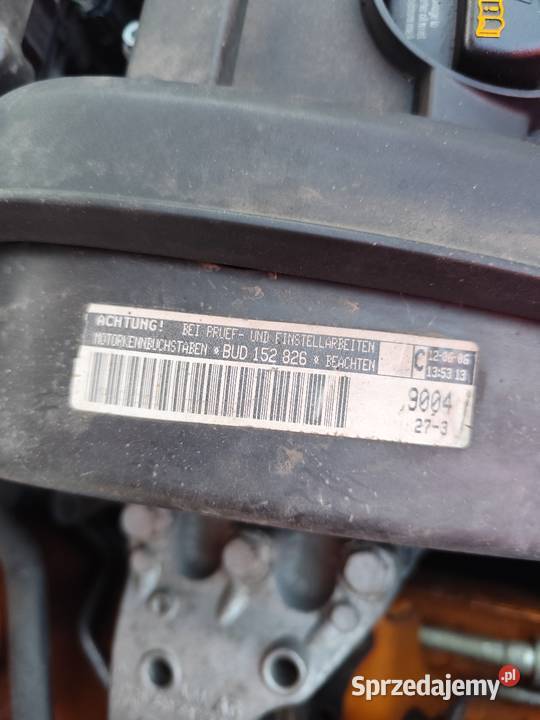 ACHTUNG! BEI PRUEF- UND EINSTELLARBEITEN
MOTORKENNBUCHSTABEN * BUD 152 826 * BEACHTEN
C 12-06-06
13:53 13
9004
27-3
Sprzedajemy.pl